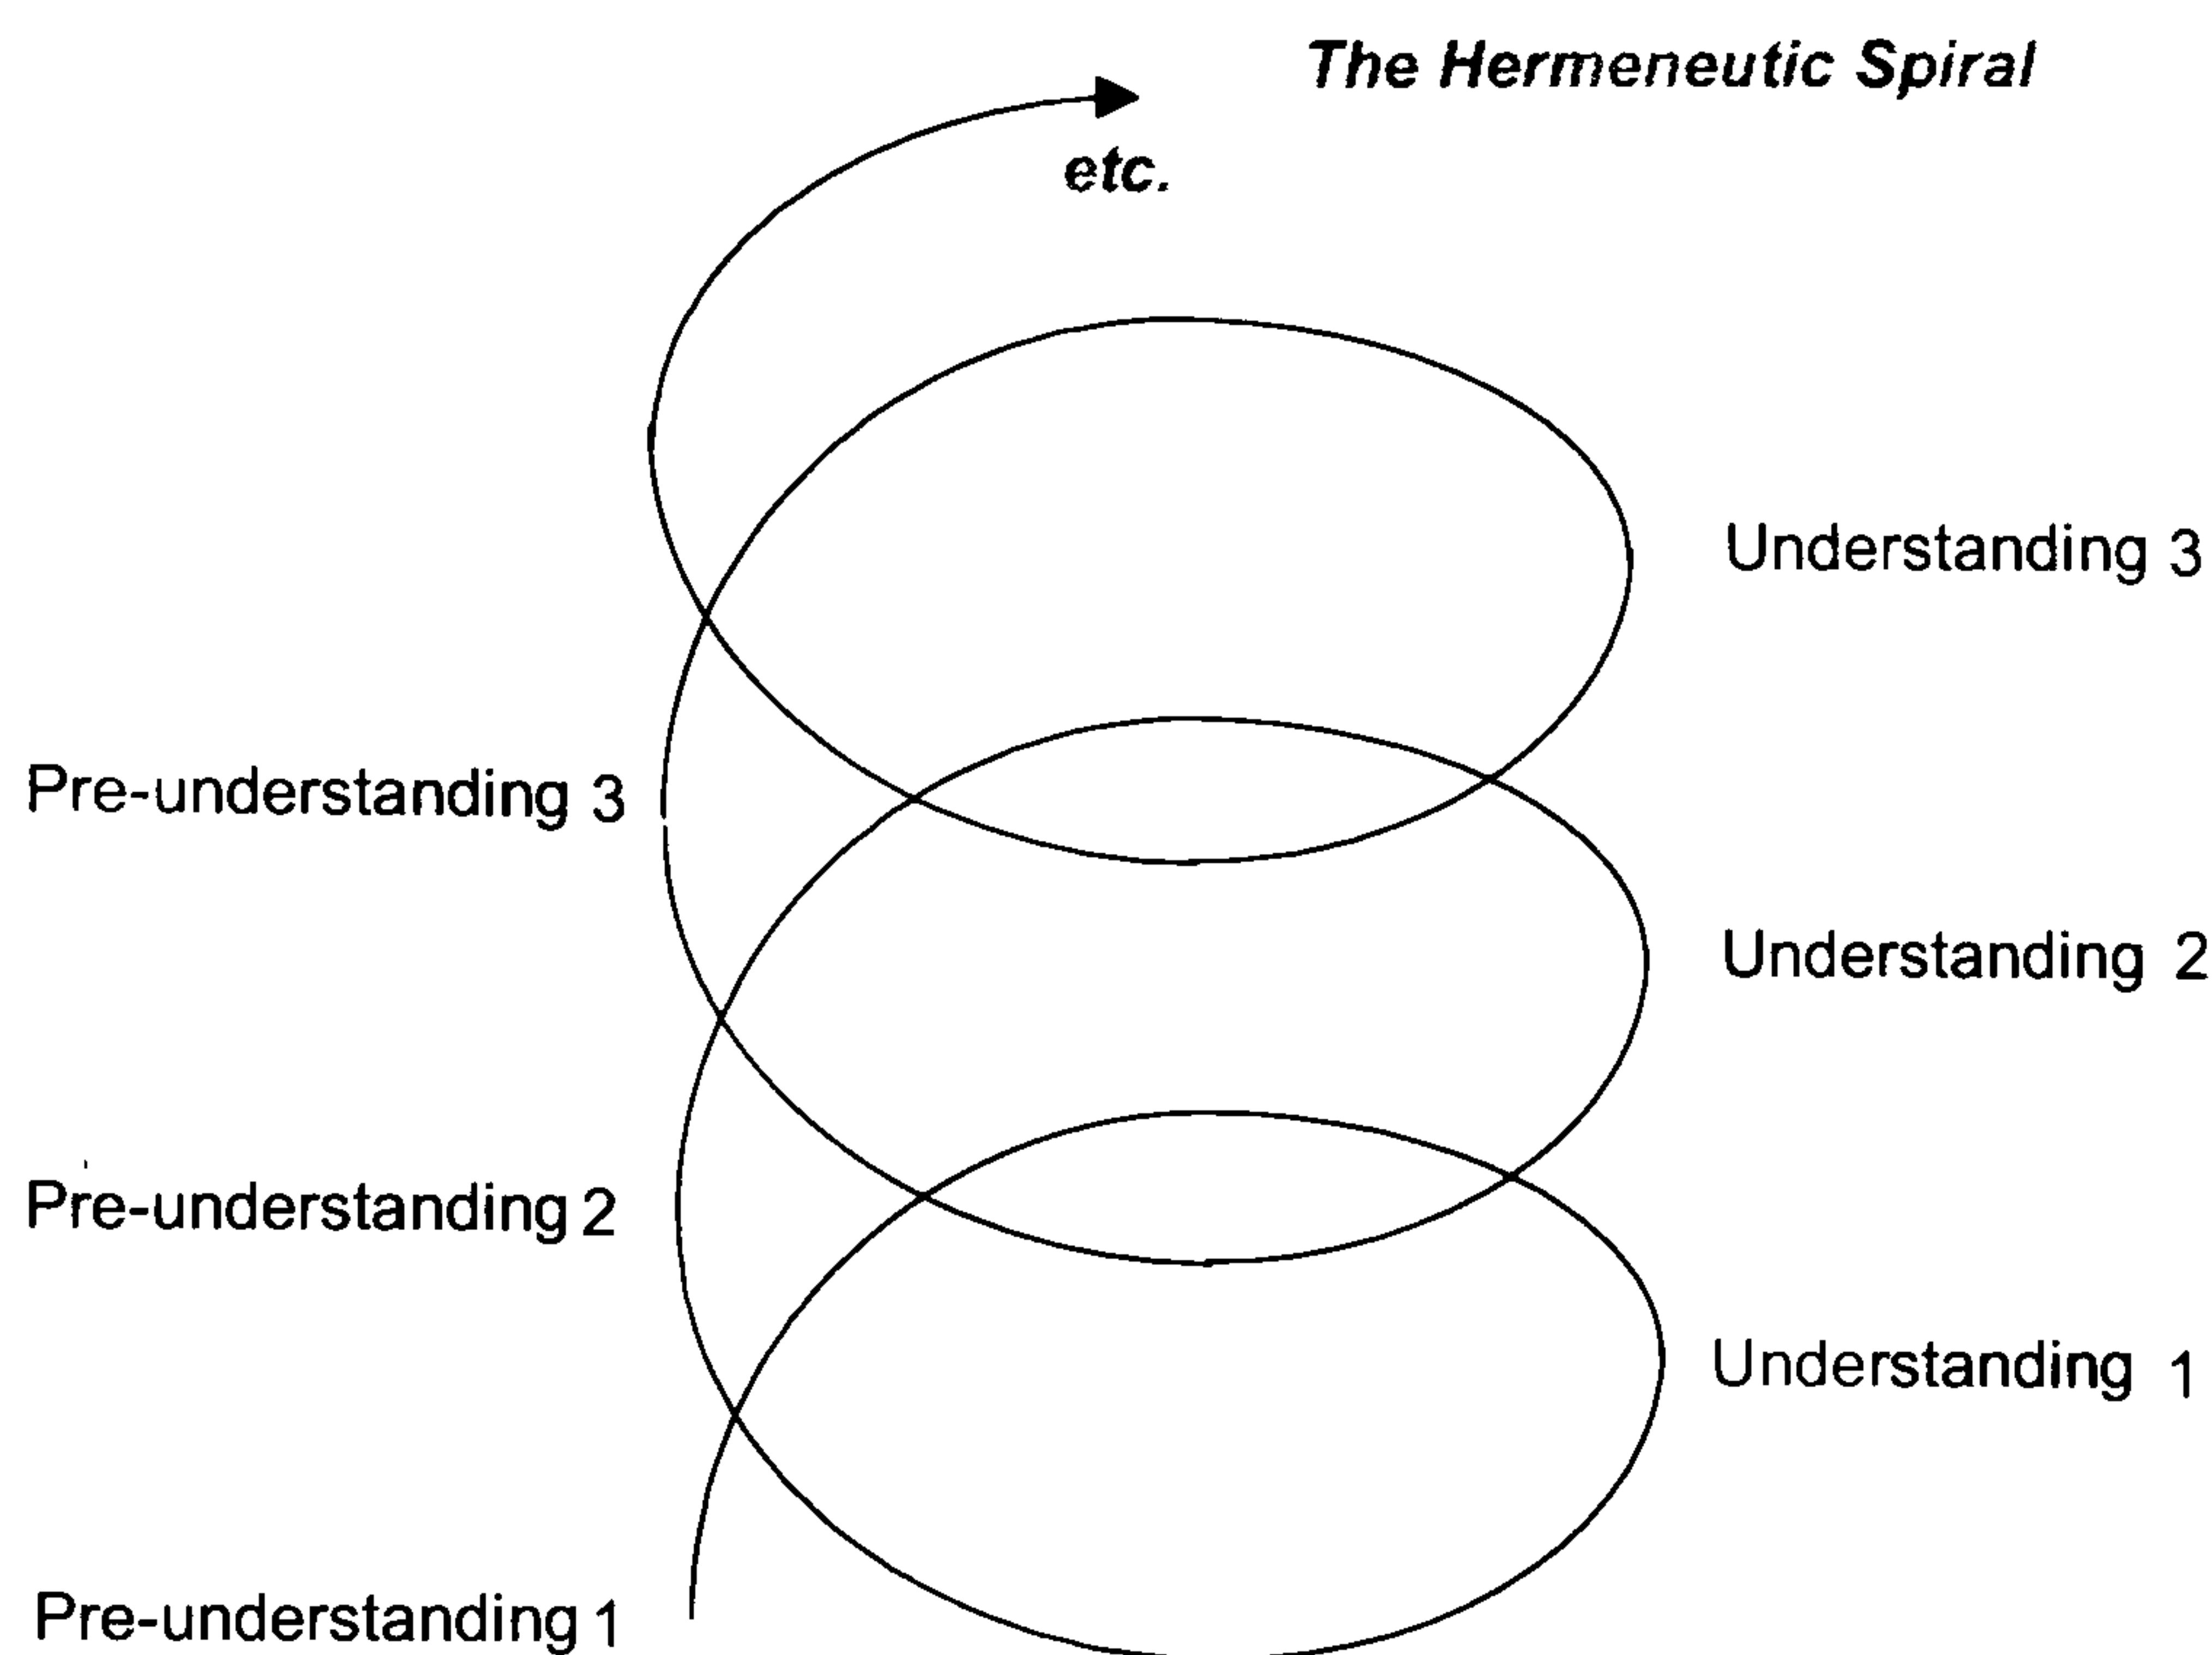 The Hermeneutic Spiral
etc.
Understanding 3
Pre-understanding 3
Understanding 2
Pre-understanding 2
Understanding 1
Pre-understanding 1